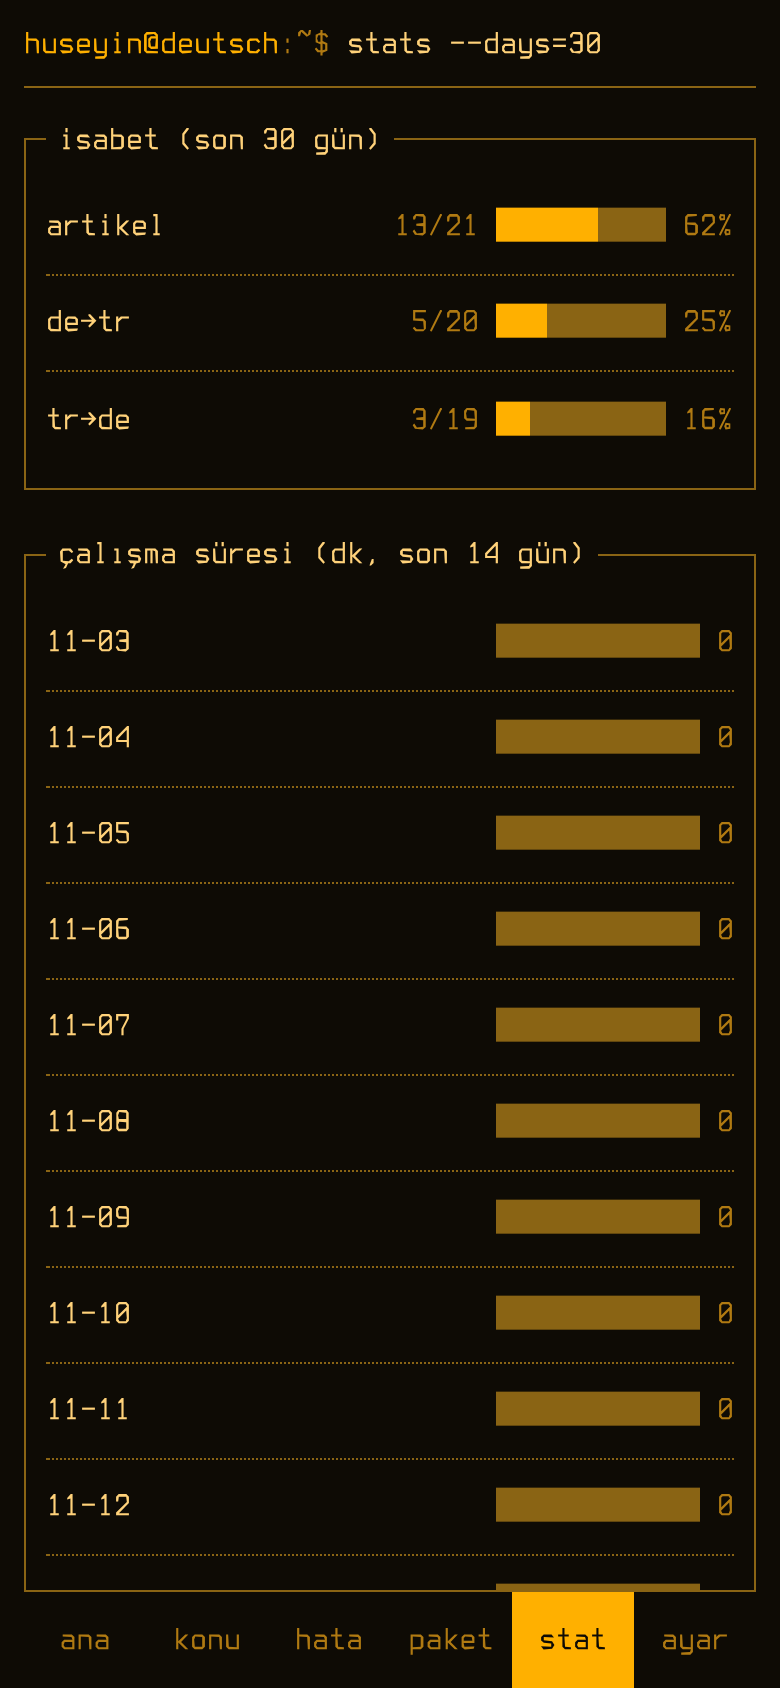 huseyin@deutsch:~$ stats --days=30
isabet (son 30 gün)
artikel 13/21 62%
de→tr 5/20 25%
tr→de 3/19 16%
çalışma süresi (dk, son 14 gün)
11-03 0
11-04 0
11-05 0
11-06 0
11-07 0
11-08 0
11-09 0
11-10 0
11-11 0
11-12 0
ana konu hata paket stat ayar